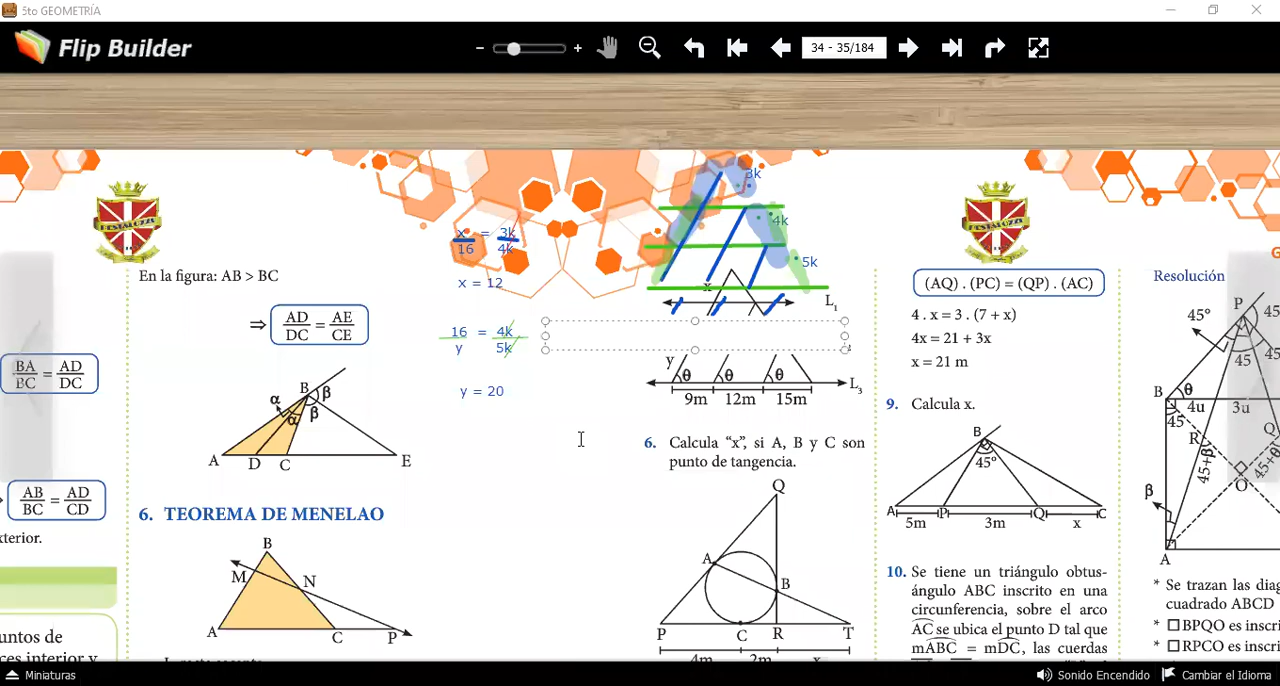 5to GEOMETRÍA
Flip Builder
34 - 35/184
En la figura: AB > BC
⇒ AD/DC = AE/CE
BA/BC = AD/DC
α
B
β
α
β
A
D
C
E
AB/BC = AD/CD
xterior.
6. TEOREMA DE MENELAO
B
M
N
A
C
P
untos de
x/16 = 3k/4k
x = 12
16/y = 4k/5k
y = 20
3k
4k
5k
x
L1
y
θ
θ
θ
L3
9m
12m
15m
6. Calcula "x", si A, B y C son
punto de tangencia.
Q
A
B
P
C
R
T
4m
2m
x
(AQ) . (PC) = (QP) . (AC)
4 . x = 3 . (7 + x)
4x = 21 + 3x
x = 21 m
9. Calcula x.
B
45°
A
P
Q
C
5m
3m
x
10. Se tiene un triángulo obtus-
ángulo ABC inscrito en una
circunferencia, sobre el arco
AC se ubica el punto D tal que
mABC = mDC, las cuerdas
Resolución
P
45°
45
45
B
θ
4u
3u
45
R
Q
45+β
45+θ
O
β
A
* Se trazan las diag
cuadrado ABCD
* □ BPQO es inscri
* □ RPCO es inscri
Miniaturas
Sonido Encendido
Cambiar el Idioma